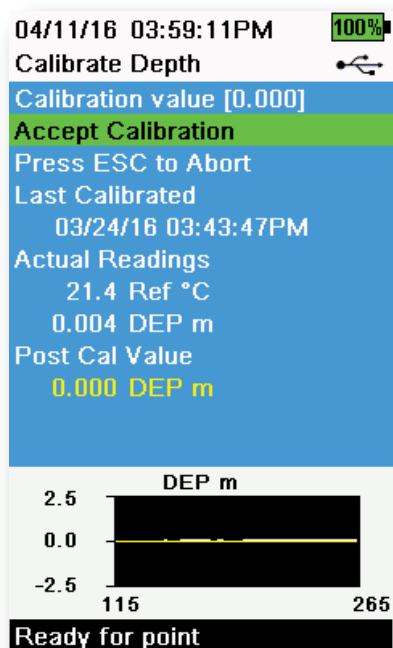 04/11/16 03:59:11PM 100%
Calibrate Depth
Calibration value [0.000]
Accept Calibration
Press ESC to Abort
Last Calibrated
03/24/16 03:43:47PM
Actual Readings
21.4 Ref °C
0.004 DEP m
Post Cal Value
0.000 DEP m
DEP m
2.5
0.0
-2.5
115 265
Ready for point